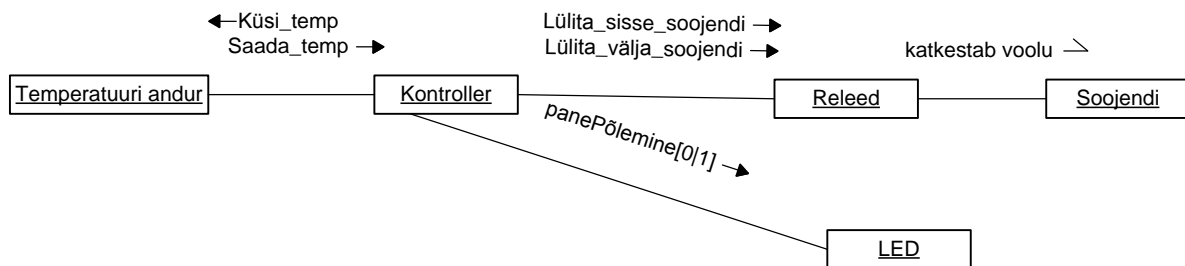 Küsi_temp
Saada_temp
Lülita_sisse_soojendi
Lülita_välja_soojendi
katkestab voolu
Temperatuuri andur
Kontroller
Releed
Soojendi
panePõlemine[0|1]
LED